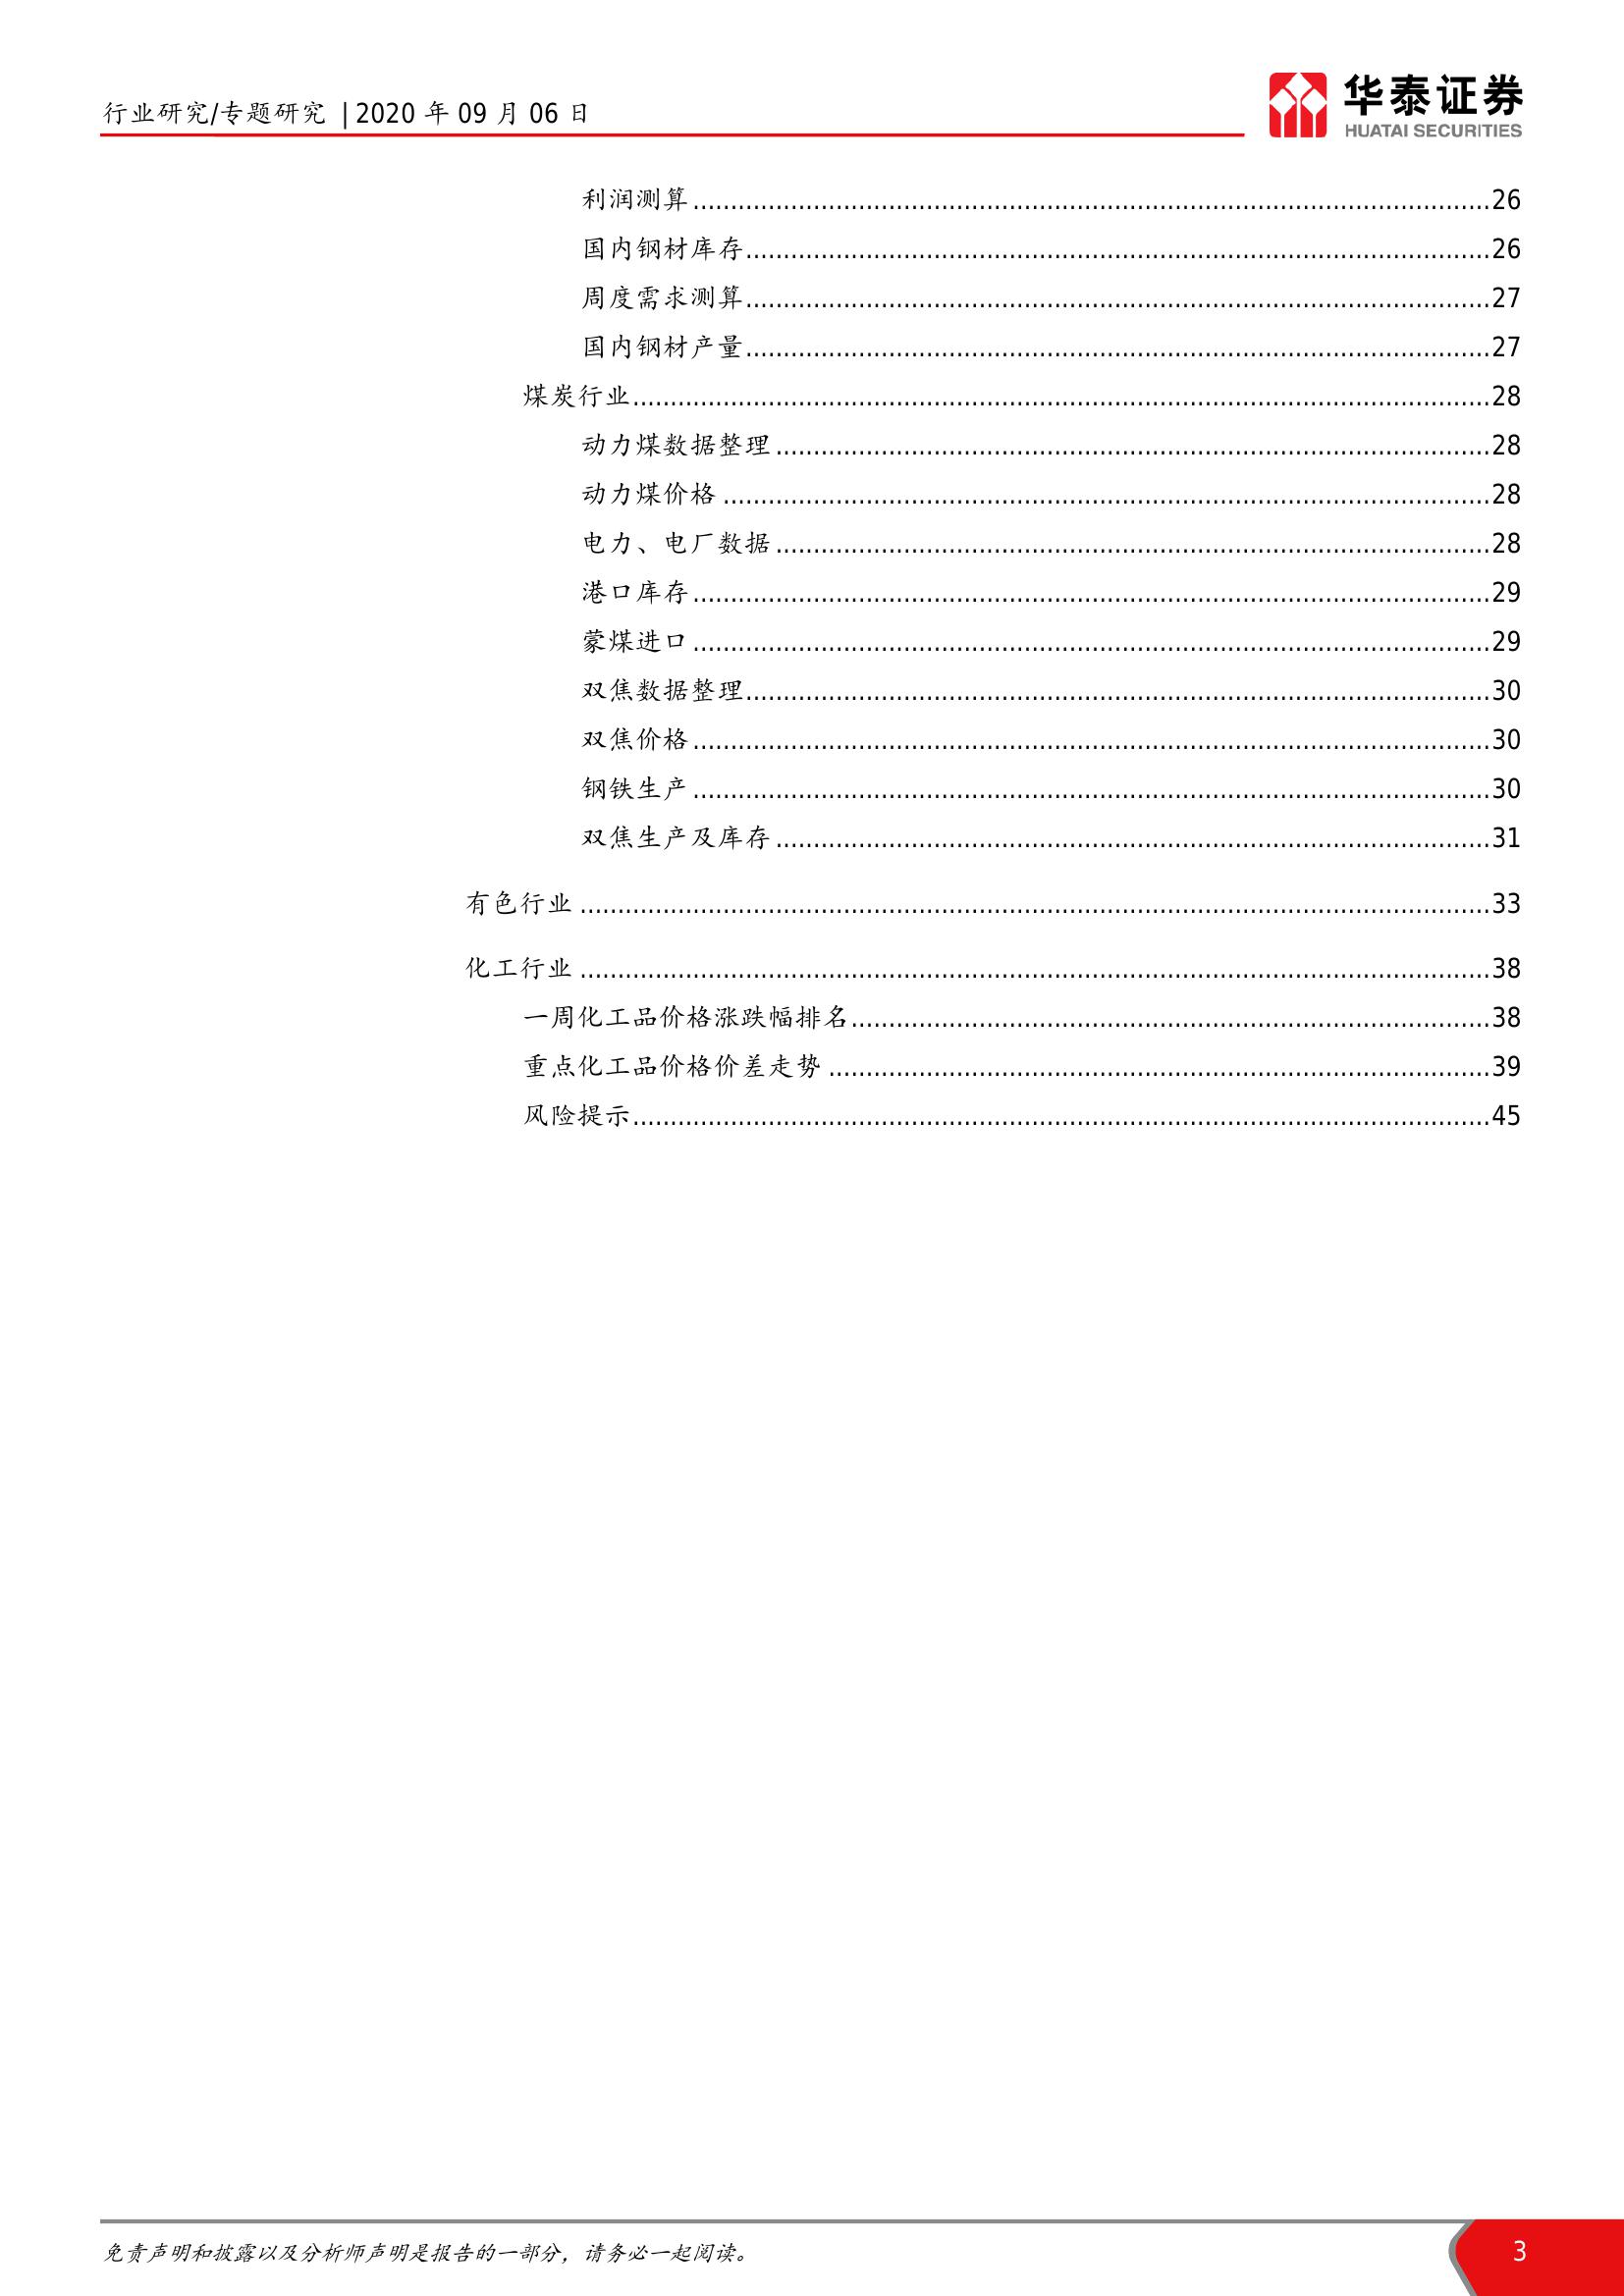 行业研究/专题研究 | 2020 年 09 月 06 日
华泰证券
HUATAI SECURITIES
利润测算 26
国内钢材库存 26
周度需求测算 27
国内钢材产量 27
煤炭行业 28
动力煤数据整理 28
动力煤价格 28
电力、电厂数据 28
港口库存 29
蒙煤进口 29
双焦数据整理 30
双焦价格 30
钢铁生产 30
双焦生产及库存 31
有色行业 33
化工行业 38
一周化工品价格涨跌幅排名 38
重点化工品价格价差走势 39
风险提示 45
免责声明和披露以及分析师声明是报告的一部分，请务必一起阅读。
3